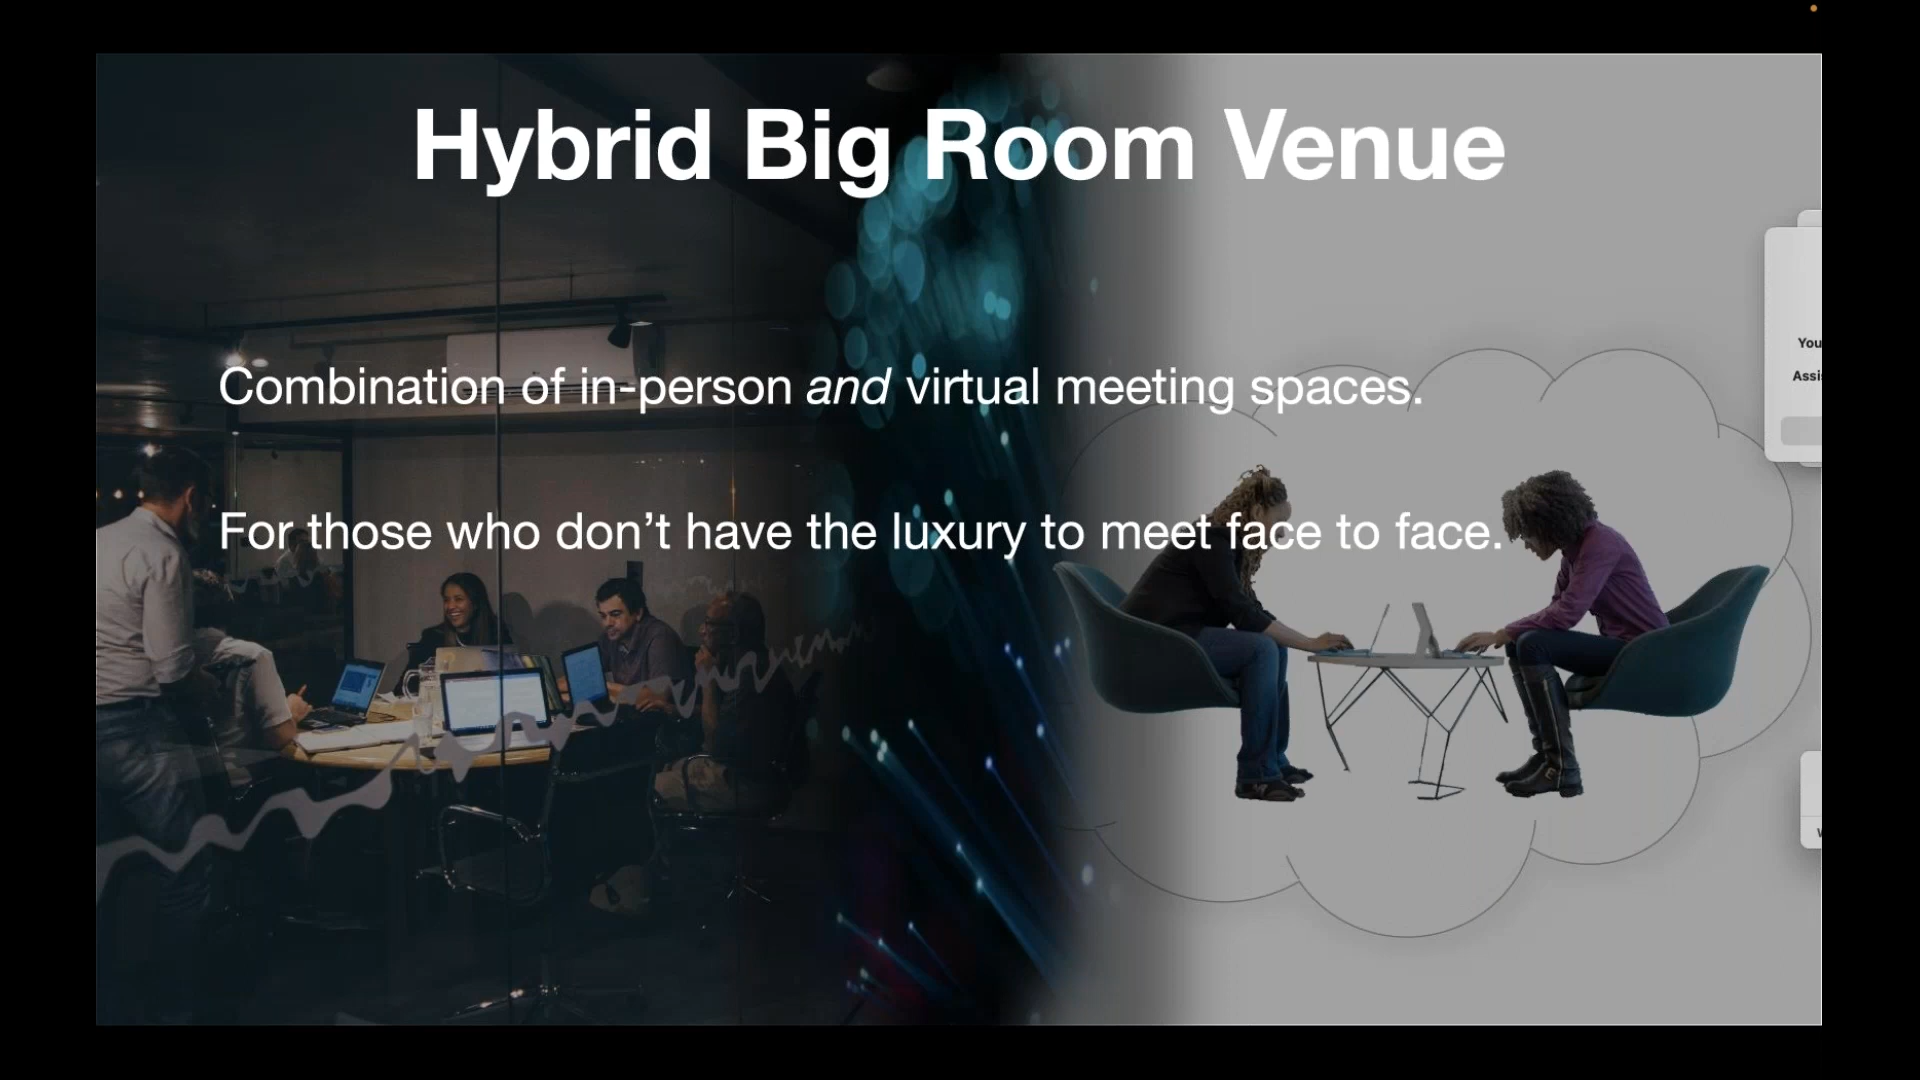 Hybrid Big Room Venue
Combination of in-person and virtual meeting spaces.
For those who don’t have the luxury to meet face to face.
You